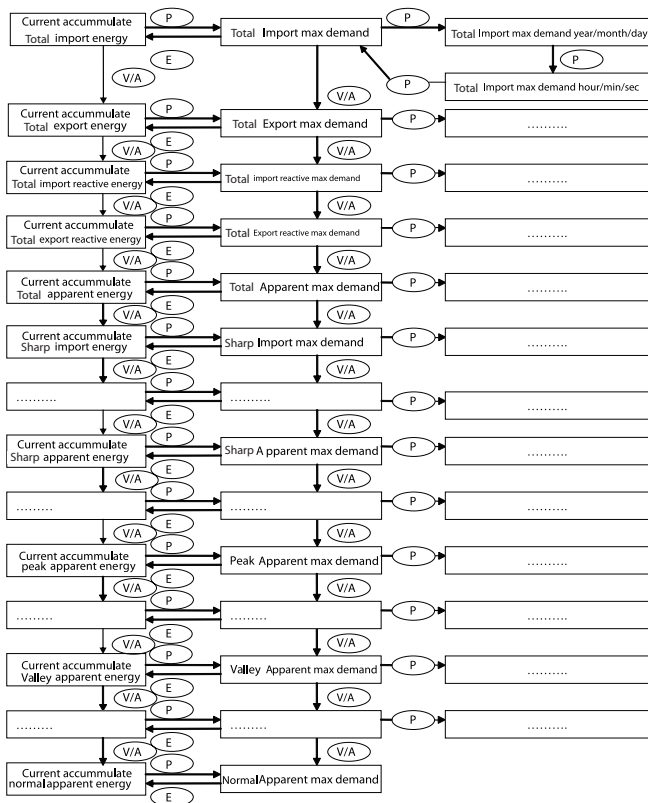 Current accummulate
Total import energy
P
E
Total Import max demand
P
Total Import max demand year/month/day
P
P
Total Import max demand hour/min/sec
V/A
V/A
Current accummulate
Total export energy
P
E
Total Export max demand
P
..........
V/A
V/A
Current accummulate
Total import reactive energy
P
E
Total import reactive max demand
P
..........
V/A
V/A
Current accummulate
Total export reactive energy
P
E
Total Export reactive max demand
P
..........
V/A
V/A
Current accummulate
Total apparent energy
P
E
Total Apparent max demand
P
..........
V/A
V/A
Current accummulate
Sharp import energy
P
E
Sharp Import max demand
P
..........
V/A
V/A
.........
P
E
.........
P
..........
V/A
V/A
Current accummulate
Sharp apparent energy
P
E
Sharp A pparent max demand
P
..........
V/A
V/A
.........
P
E
.........
P
..........
V/A
V/A
Current accummulate
peak apparent energy
P
E
Peak Apparent max demand
P
..........
V/A
V/A
.........
P
E
.........
P
..........
V/A
V/A
Current accummulate
Valley apparent energy
P
E
Valley Apparent max demand
P
..........
V/A
V/A
.........
P
E
.........
P
..........
V/A
V/A
Current accummulate
normal apparent energy
P
E
Normal Apparent max demand